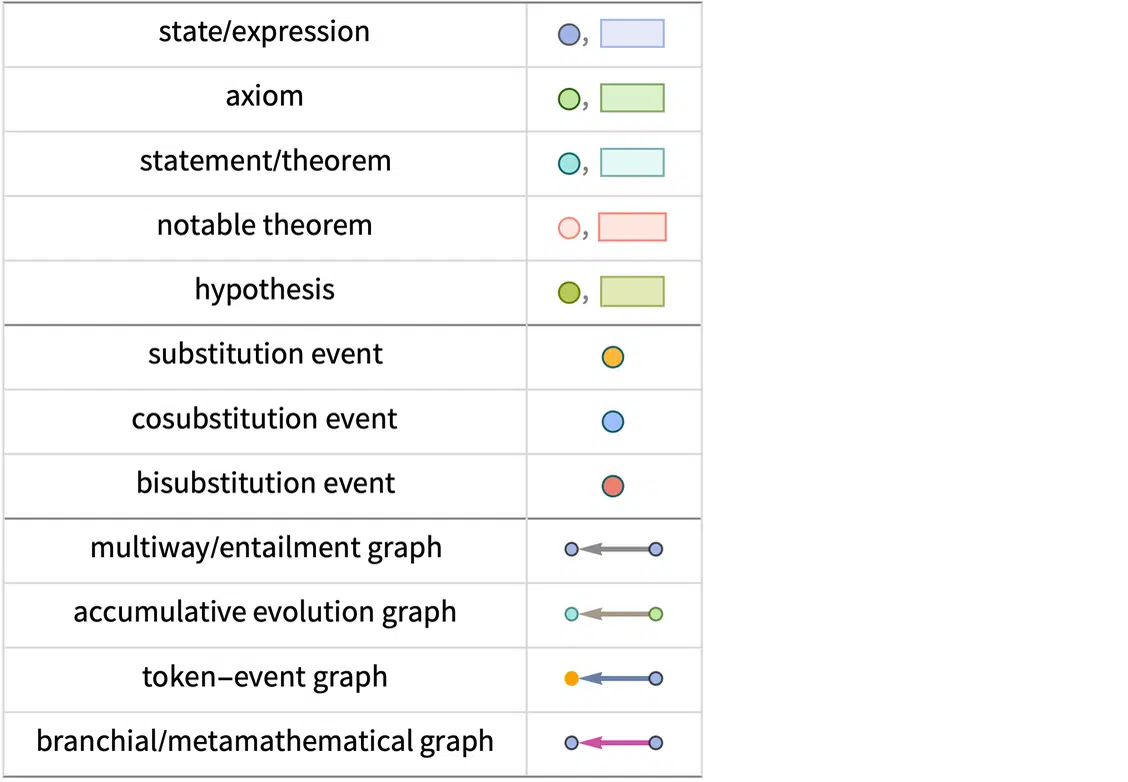 state/expression ,
axiom ,
statement/theorem ,
notable theorem ,
hypothesis ,
substitution event
cosubstitution event
bisubstitution event
multiway/entailment graph
accumulative evolution graph
token–event graph
branchial/metamathematical graph